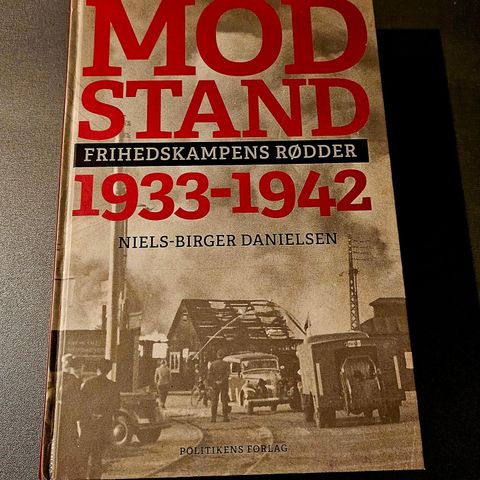 MOD
STAND
FRIHEDSKAMPENS RØDDER
1933-1942
NIELS-BIRGER DANIELSEN
POLITIKENS FORLAG